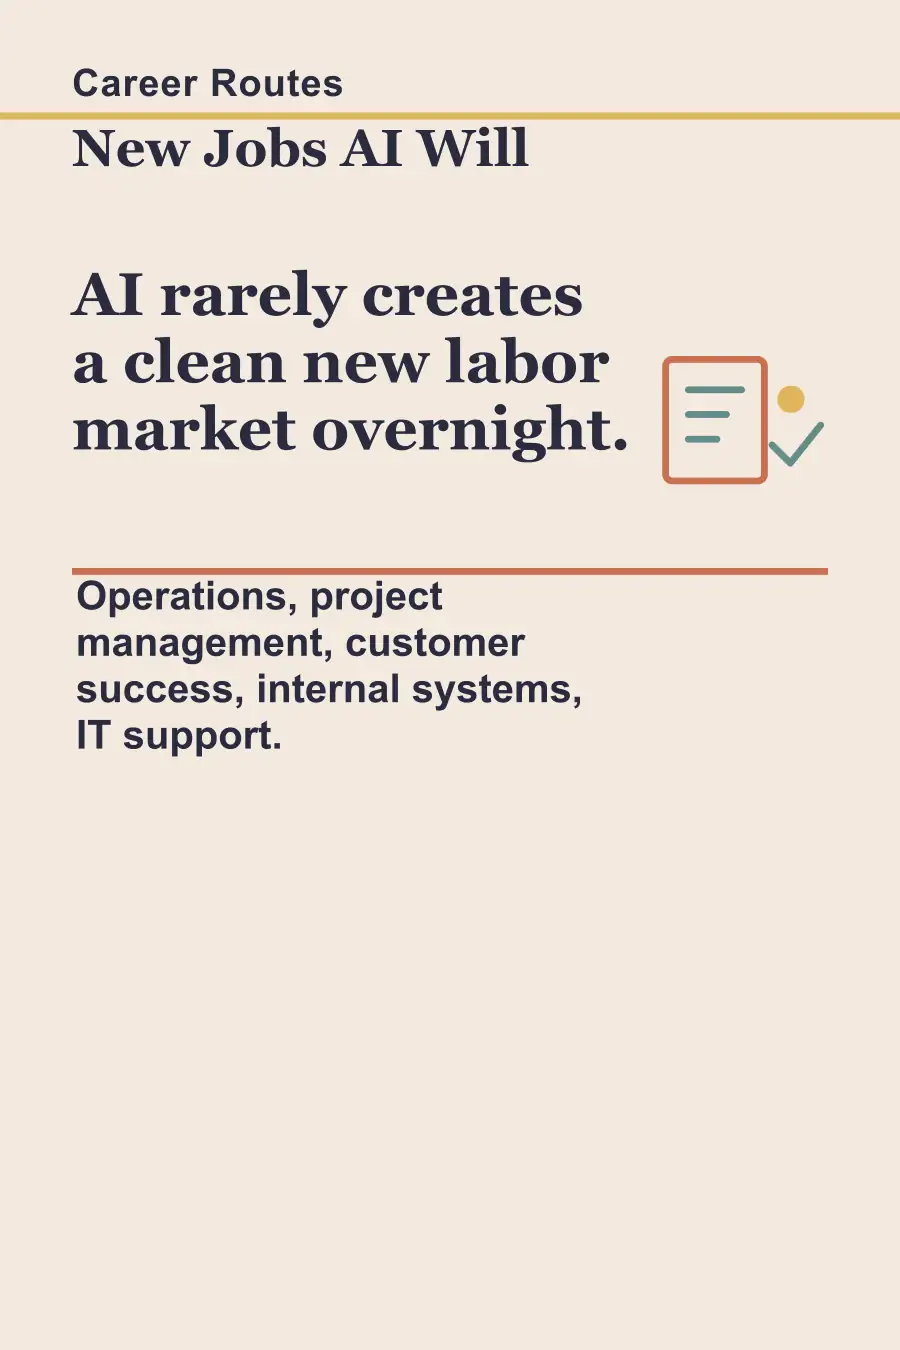 Career Routes
New Jobs AI Will
AI rarely creates
a clean new labor
market overnight.
Operations, project
management, customer
success, internal systems,
IT support.